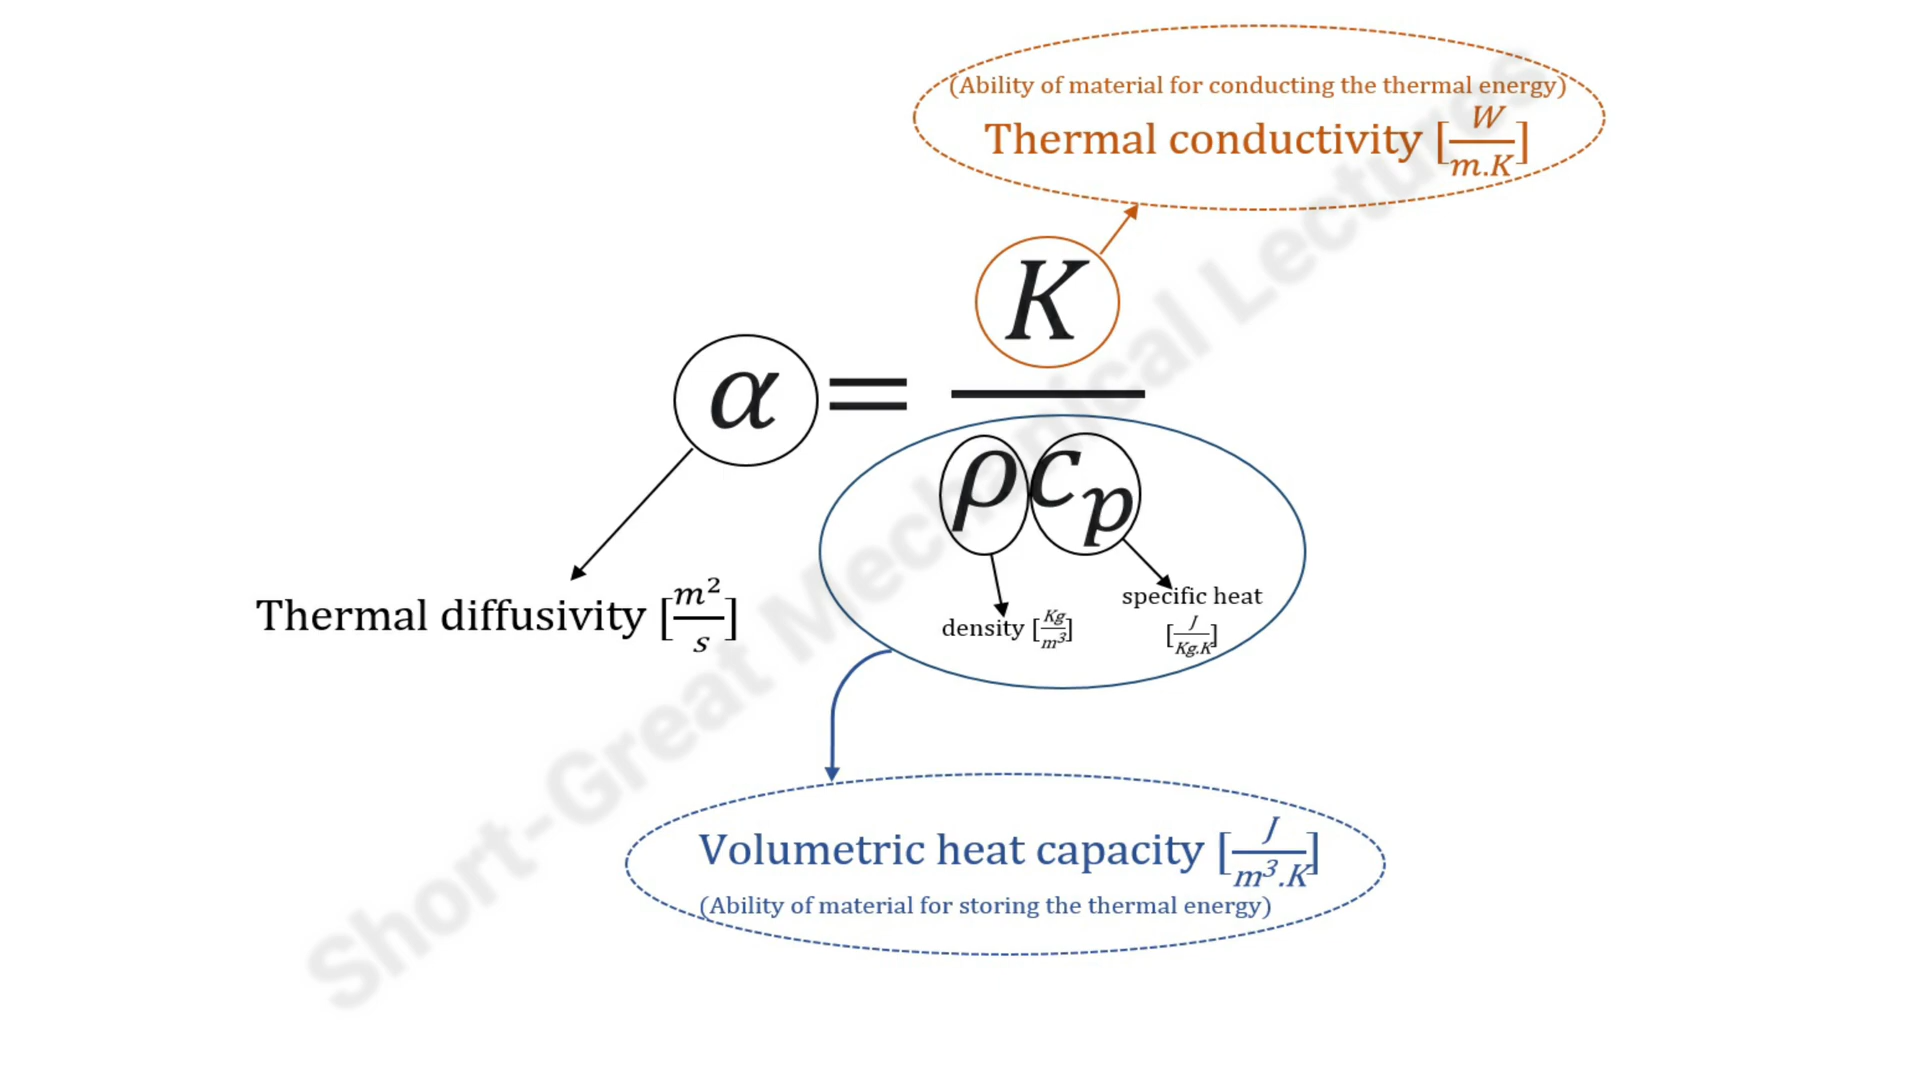 (Ability of material for conducting the thermal energy)
Thermal conductivity [W/m.K]
α = K/ρc_p
Thermal diffusivity [m²/s]
density [Kg/m³]
specific heat
[J/Kg.K]
Volumetric heat capacity [J/m³.K]
(Ability of material for storing the thermal energy)
Short-Great Mechanical Lectures